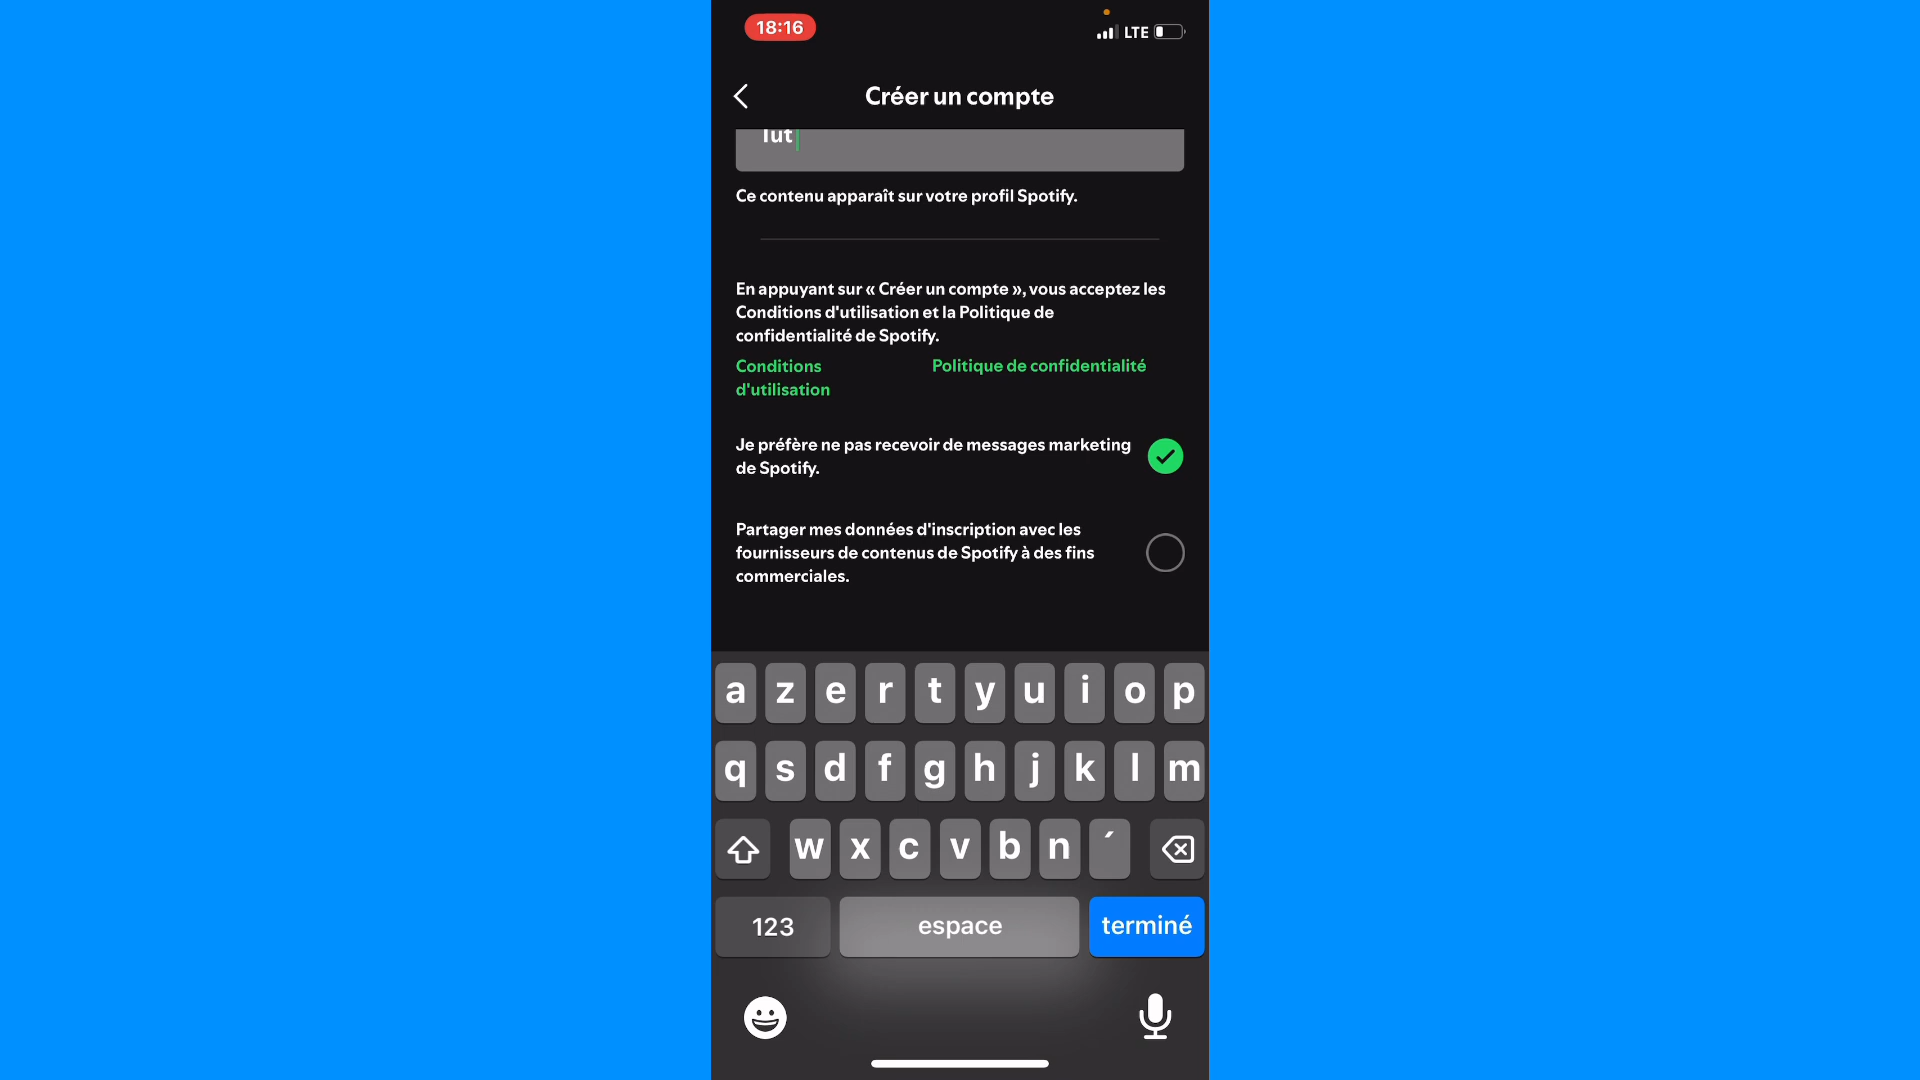 18:16
LTE
Créer un compte
Tut
Ce contenu apparaît sur votre profil Spotify.
En appuyant sur « Créer un compte », vous acceptez les
Conditions d'utilisation et la Politique de
confidentialité de Spotify.
Conditions
d'utilisation
Politique de confidentialité
Je préfère ne pas recevoir de messages marketing
de Spotify.
Partager mes données d'inscription avec les
fournisseurs de contenus de Spotify à des fins
commerciales.
a z e r t y u i o p
q s d f g h j k l m
w x c v b n ´
123 espace terminé